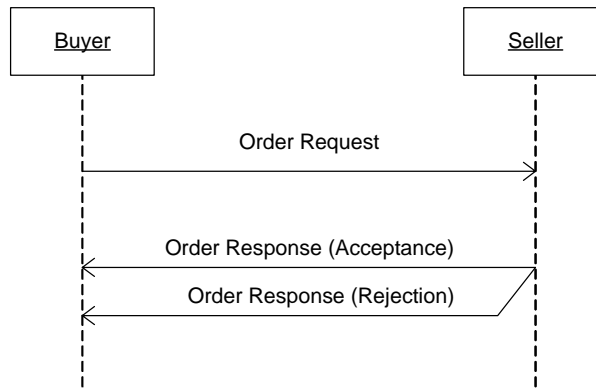 Buyer
Seller
Order Request
Order Response (Acceptance)
Order Response (Rejection)